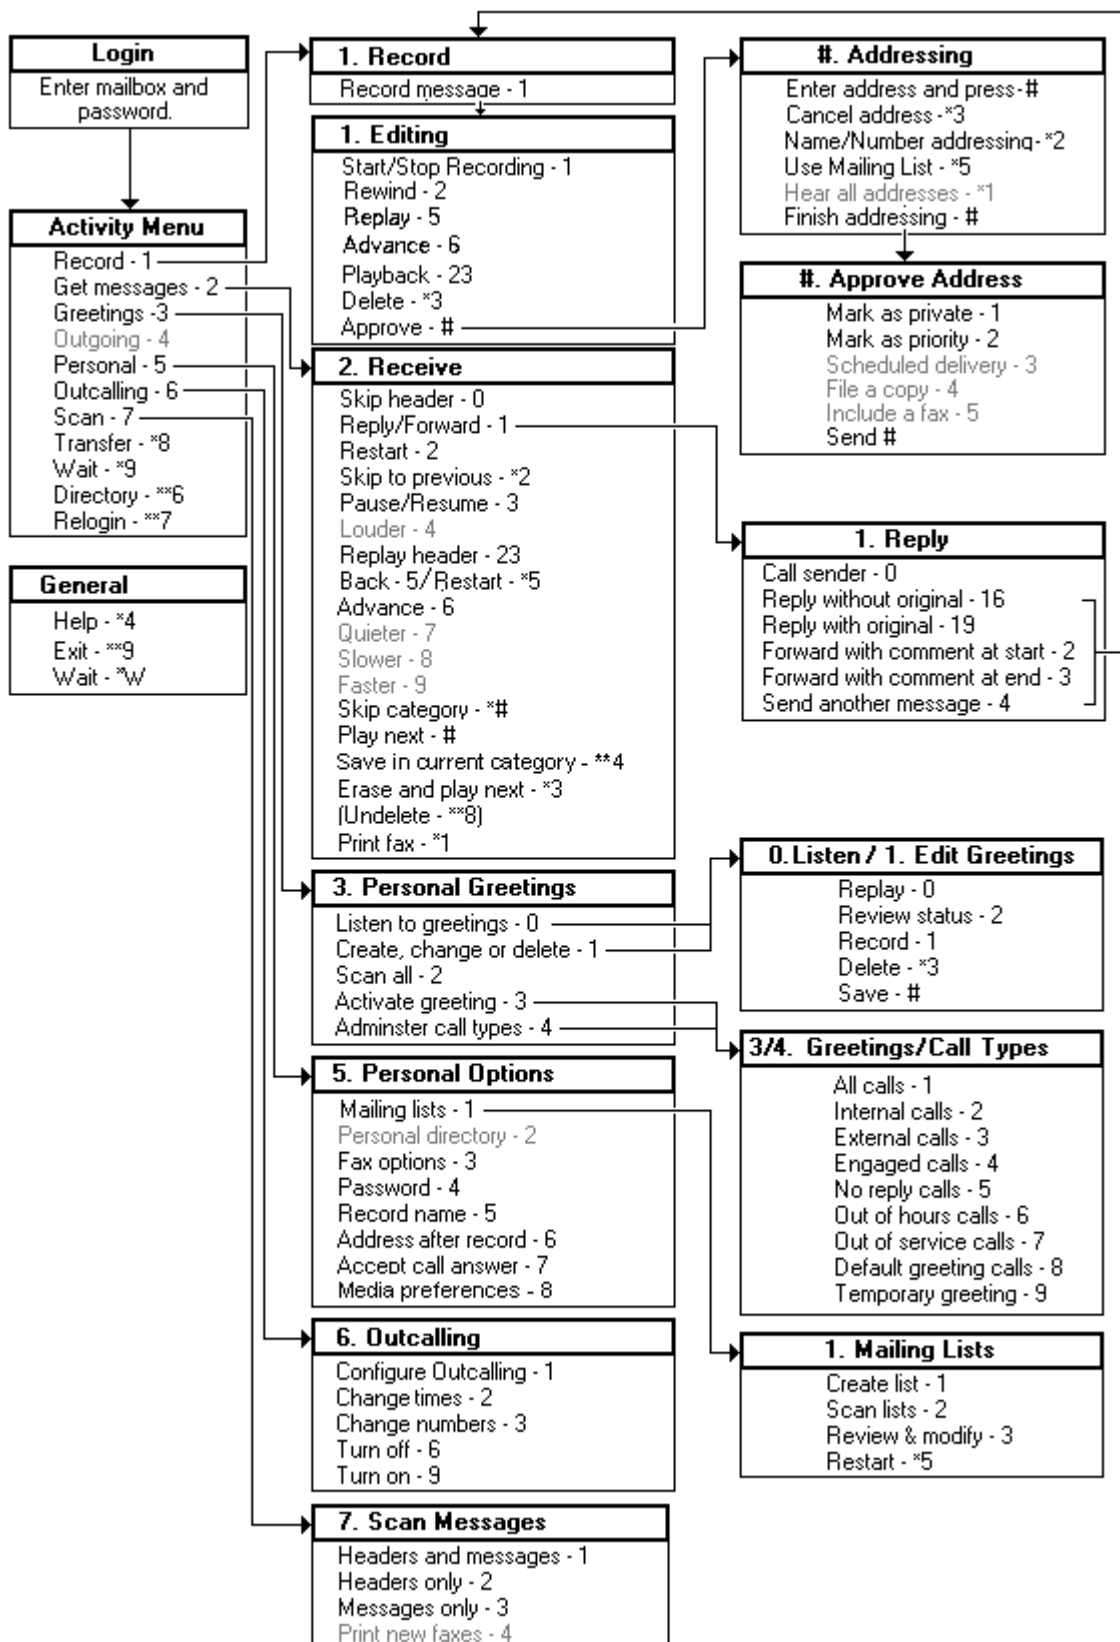 Login
Enter mailbox and
password.
Activity Menu
Record - 1
Get messages - 2
Greetings -3
Outgoing - 4
Personal - 5
Outcalling - 6
Scan - 7
Transfer - *8
Wait - *9
Directory - **6
Relogin - **7
General
Help - *4
Exit - **9
Wait - *W
1. Record
Record message - 1
1. Editing
Start/Stop Recording - 1
Rewind - 2
Replay - 5
Advance - 6
Playback - 23
Delete - *3
Approve - #
2. Receive
Skip header - 0
Reply/Forward - 1
Restart - 2
Skip to previous - *2
Pause/Resume - 3
Louder - 4
Replay header - 23
Back - 5/Restart - *5
Advance - 6
Quieter - 7
Slower - 8
Faster - 9
Skip category - *#
Play next - #
Save in current category - **4
Erase and play next - *3
(Undelete - **8)
Print fax - *1
3. Personal Greetings
Listen to greetings - 0
Create, change or delete - 1
Scan all - 2
Activate greeting - 3
Adminster call types - 4
5. Personal Options
Mailing lists - 1
Personal directory - 2
Fax options - 3
Password - 4
Record name - 5
Address after record - 6
Accept call answer - 7
Media preferences - 8
6. Outcalling
Configure Outcalling - 1
Change times - 2
Change numbers - 3
Turn off - 6
Turn on - 9
7. Scan Messages
Headers and messages - 1
Headers only - 2
Messages only - 3
Print new faxes - 4
#. Addressing
Enter address and press-#
Cancel address -*3
Name/Number addressing- *2
Use Mailing List - *5
Hear all addresses - *1
Finish addressing - #
#. Approve Address
Mark as private - 1
Mark as priority - 2
Scheduled delivery - 3
File a copy - 4
Include a fax - 5
Send #
1. Reply
Call sender - 0
Reply without original - 16
Reply with original - 19
Forward with comment at start - 2
Forward with comment at end - 3
Send another message - 4
0. Listen / 1. Edit Greetings
Replay - 0
Review status - 2
Record - 1
Delete - *3
Save - #
3/4. Greetings/Call Types
All calls - 1
Internal calls - 2
External calls - 3
Engaged calls - 4
No reply calls - 5
Out of hours calls - 6
Out of service calls - 7
Default greeting calls - 8
Temporary greeting - 9
1. Mailing Lists
Create list - 1
Scan lists - 2
Review & modify - 3
Restart - *5